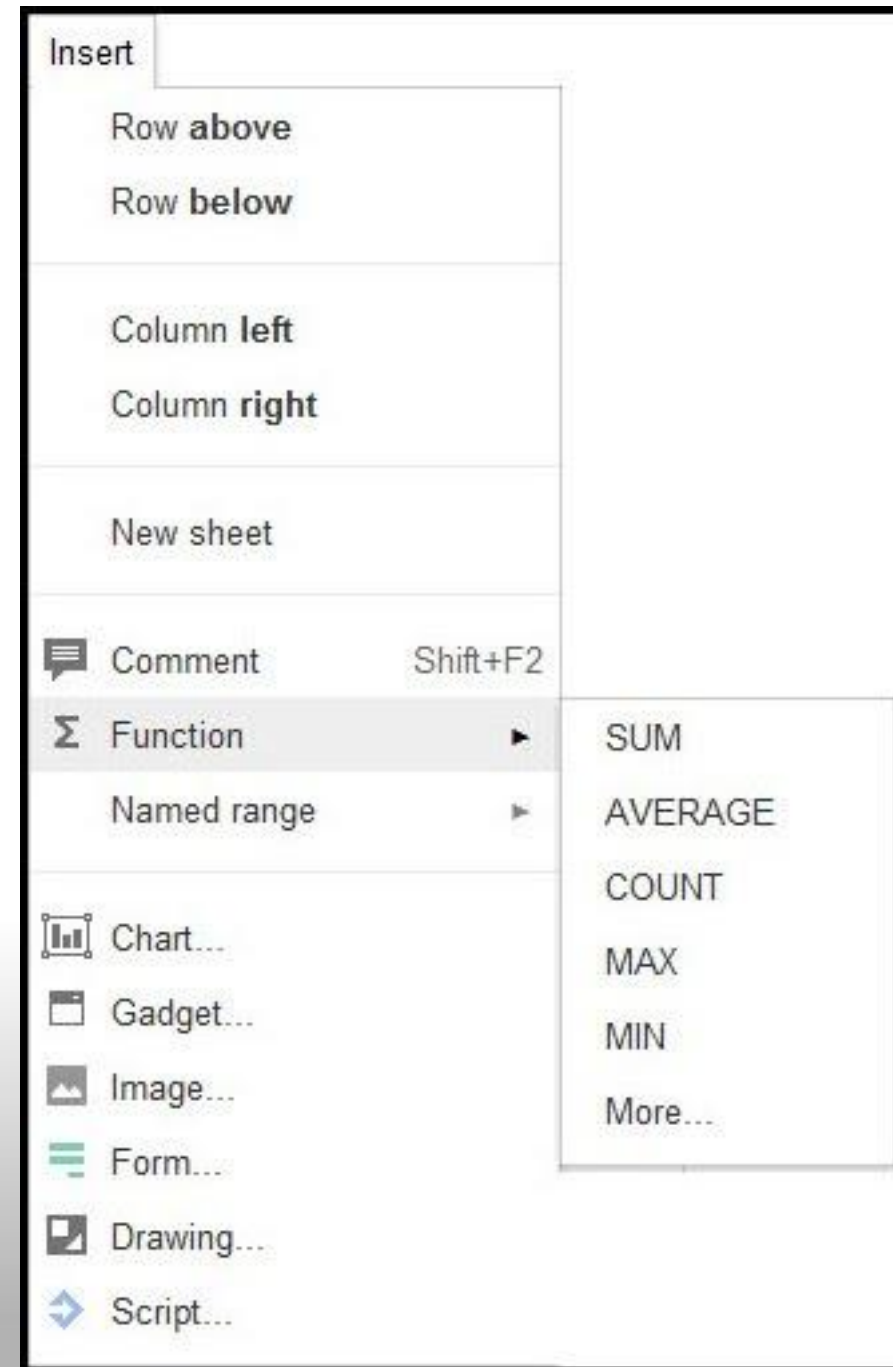 Insert
Row above
Row below
Column left
Column right
New sheet
Comment Shift+F2
Σ Function ►
Named range ►
SUM
AVERAGE
COUNT
MAX
MIN
More...
Chart...
Gadget...
Image...
Form...
Drawing...
Script...